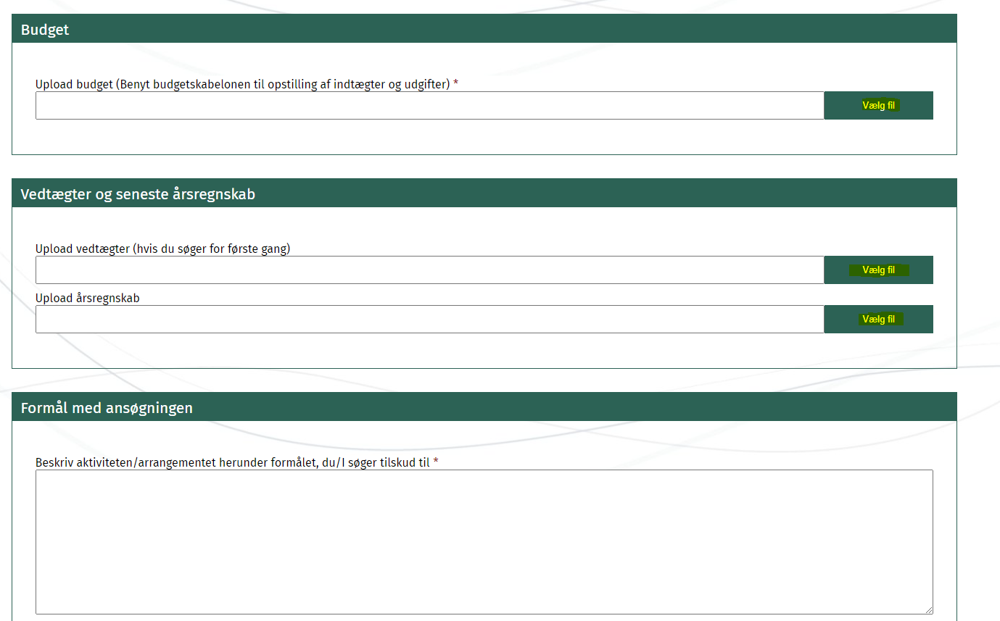 Budget
Upload budget (Benyt budgetskabelonen til opstilling af indtægter og udgifter) *
Vælg fil
Vedtægter og seneste årsregnskab
Upload vedtægter (hvis du søger for første gang)
Vælg fil
Upload årsregnskab
Vælg fil
Formål med ansøgningen
Beskriv aktiviteten/arrangementet herunder formålet, du/I søger tilskud til *